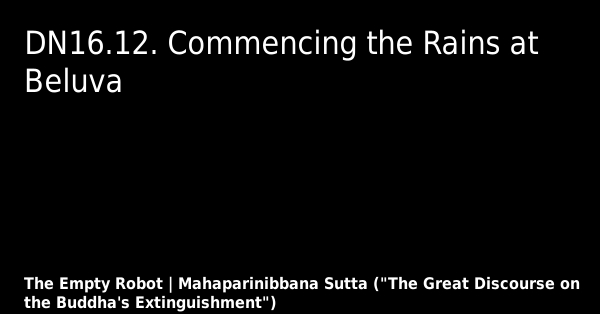 DN16.12. Commencing the Rains at
Beluva
The Empty Robot | Mahaparinibbana Sutta ("The Great Discourse on
the Buddha's Extinguishment")